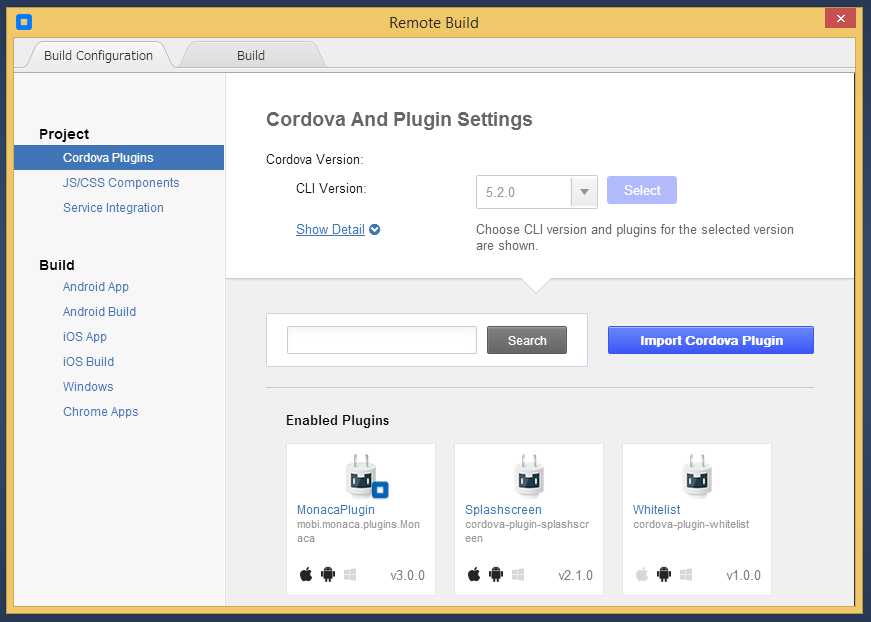 Remote Build
Build Configuration
Build
Project
Cordova Plugins
JS/CSS Components
Service Integration
Build
Android App
Android Build
iOS App
iOS Build
Windows
Chrome Apps
Cordova And Plugin Settings
Cordova Version:
CLI Version:
5.2.0
Select
Show Detail
Choose CLI version and plugins for the selected version
are shown.
Search
Import Cordova Plugin
Enabled Plugins
MonacaPlugin
mobi.monaca.plugins.Mon
aca
v3.0.0
Splashscreen
cordova-plugin-splashscr
een
v2.1.0
Whitelist
cordova-plugin-whitelist
v1.0.0